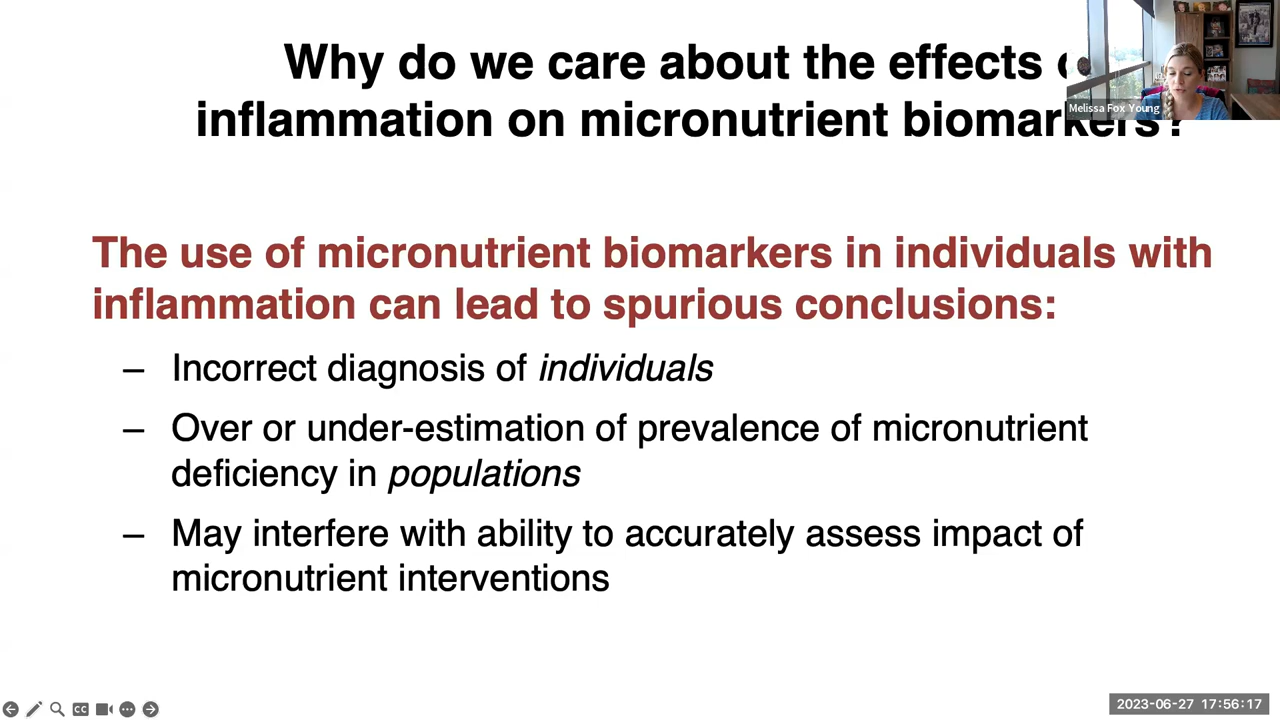 Why do we care about the effects
inflammation on micronutrient biomarkers?
Melissa Fox Young
The use of micronutrient biomarkers in individuals with
inflammation can lead to spurious conclusions:
– Incorrect diagnosis of individuals
– Over or under-estimation of prevalence of micronutrient
deficiency in populations
– May interfere with ability to accurately assess impact of
micronutrient interventions
CC
2023-06-27 17:56:17